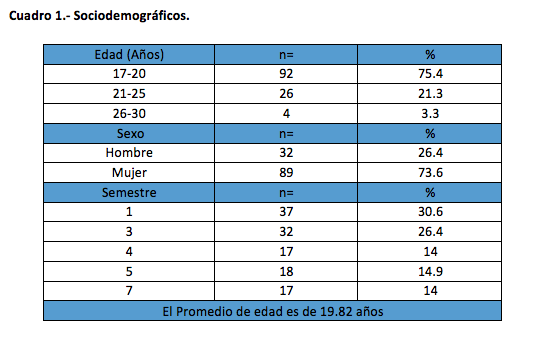 Cuadro 1.- Sociodemográficos.
Edad (Años) n= %
17-20 92 75.4
21-25 26 21.3
26-30 4 3.3
Sexo n= %
Hombre 32 26.4
Mujer 89 73.6
Semestre n= %
1 37 30.6
3 32 26.4
4 17 14
5 18 14.9
7 17 14
El Promedio de edad es de 19.82 años